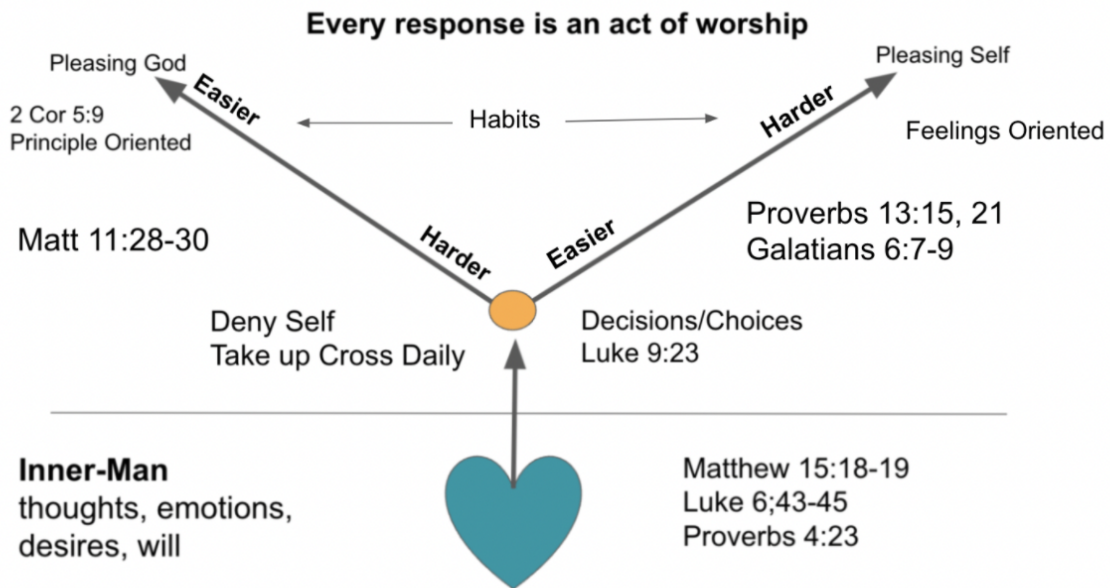 Every response is an act of worship
Pleasing God
Pleasing Self
Easier
Habits
Harder
2 Cor 5:9
Principle Oriented
Feelings Oriented
Matt 11:28-30
Harder
Easier
Proverbs 13:15, 21
Galatians 6:7-9
Deny Self
Take up Cross Daily
Decisions/Choices
Luke 9:23
Inner-Man
thoughts, emotions,
desires, will
Matthew 15:18-19
Luke 6;43-45
Proverbs 4:23